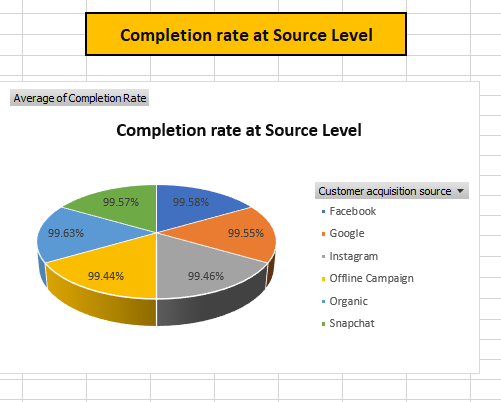 Completion rate at Source Level
Average of Completion Rate
Completion rate at Source Level
99.57%
99.58%
99.63%
99.55%
99.44%
99.46%
Customer acquisition source
Facebook
Google
Instagram
Offline Campaign
Organic
Snapchat